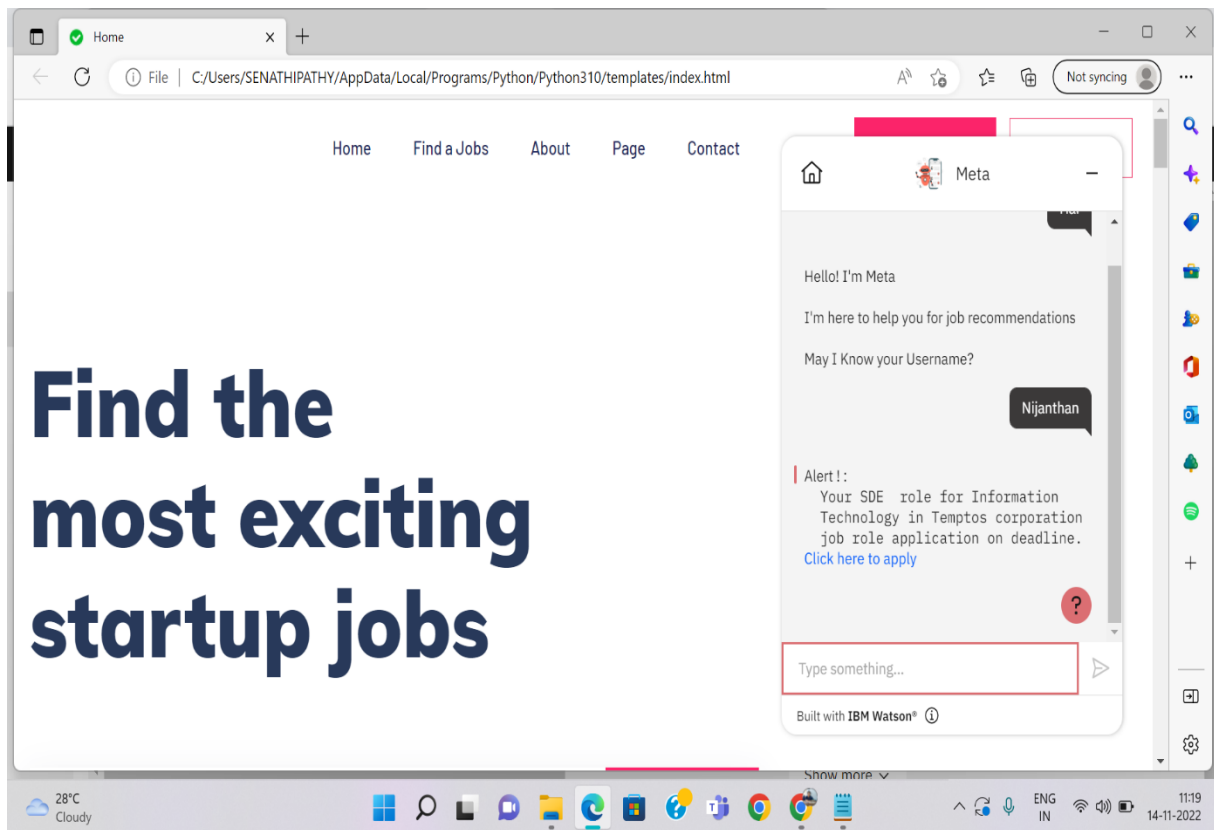 Home
File | C:/Users/SENATHIPATHY/AppData/Local/Programs/Python/Python310/templates/index.html
Not syncing
Home Find a Jobs About Page Contact
Find the
most exciting
startup jobs
Meta
Hello! I'm Meta
I'm here to help you for job recommendations
May I Know your Username?
Nijanthan
Alert!:
Your SDE role for Information
Technology in Temptos corporation
job role application on deadline.
Click here to apply
?
Type something...
Built with IBM Watson®
Show more
28°C
Cloudy
ENG
IN
11:19
14-11-2022